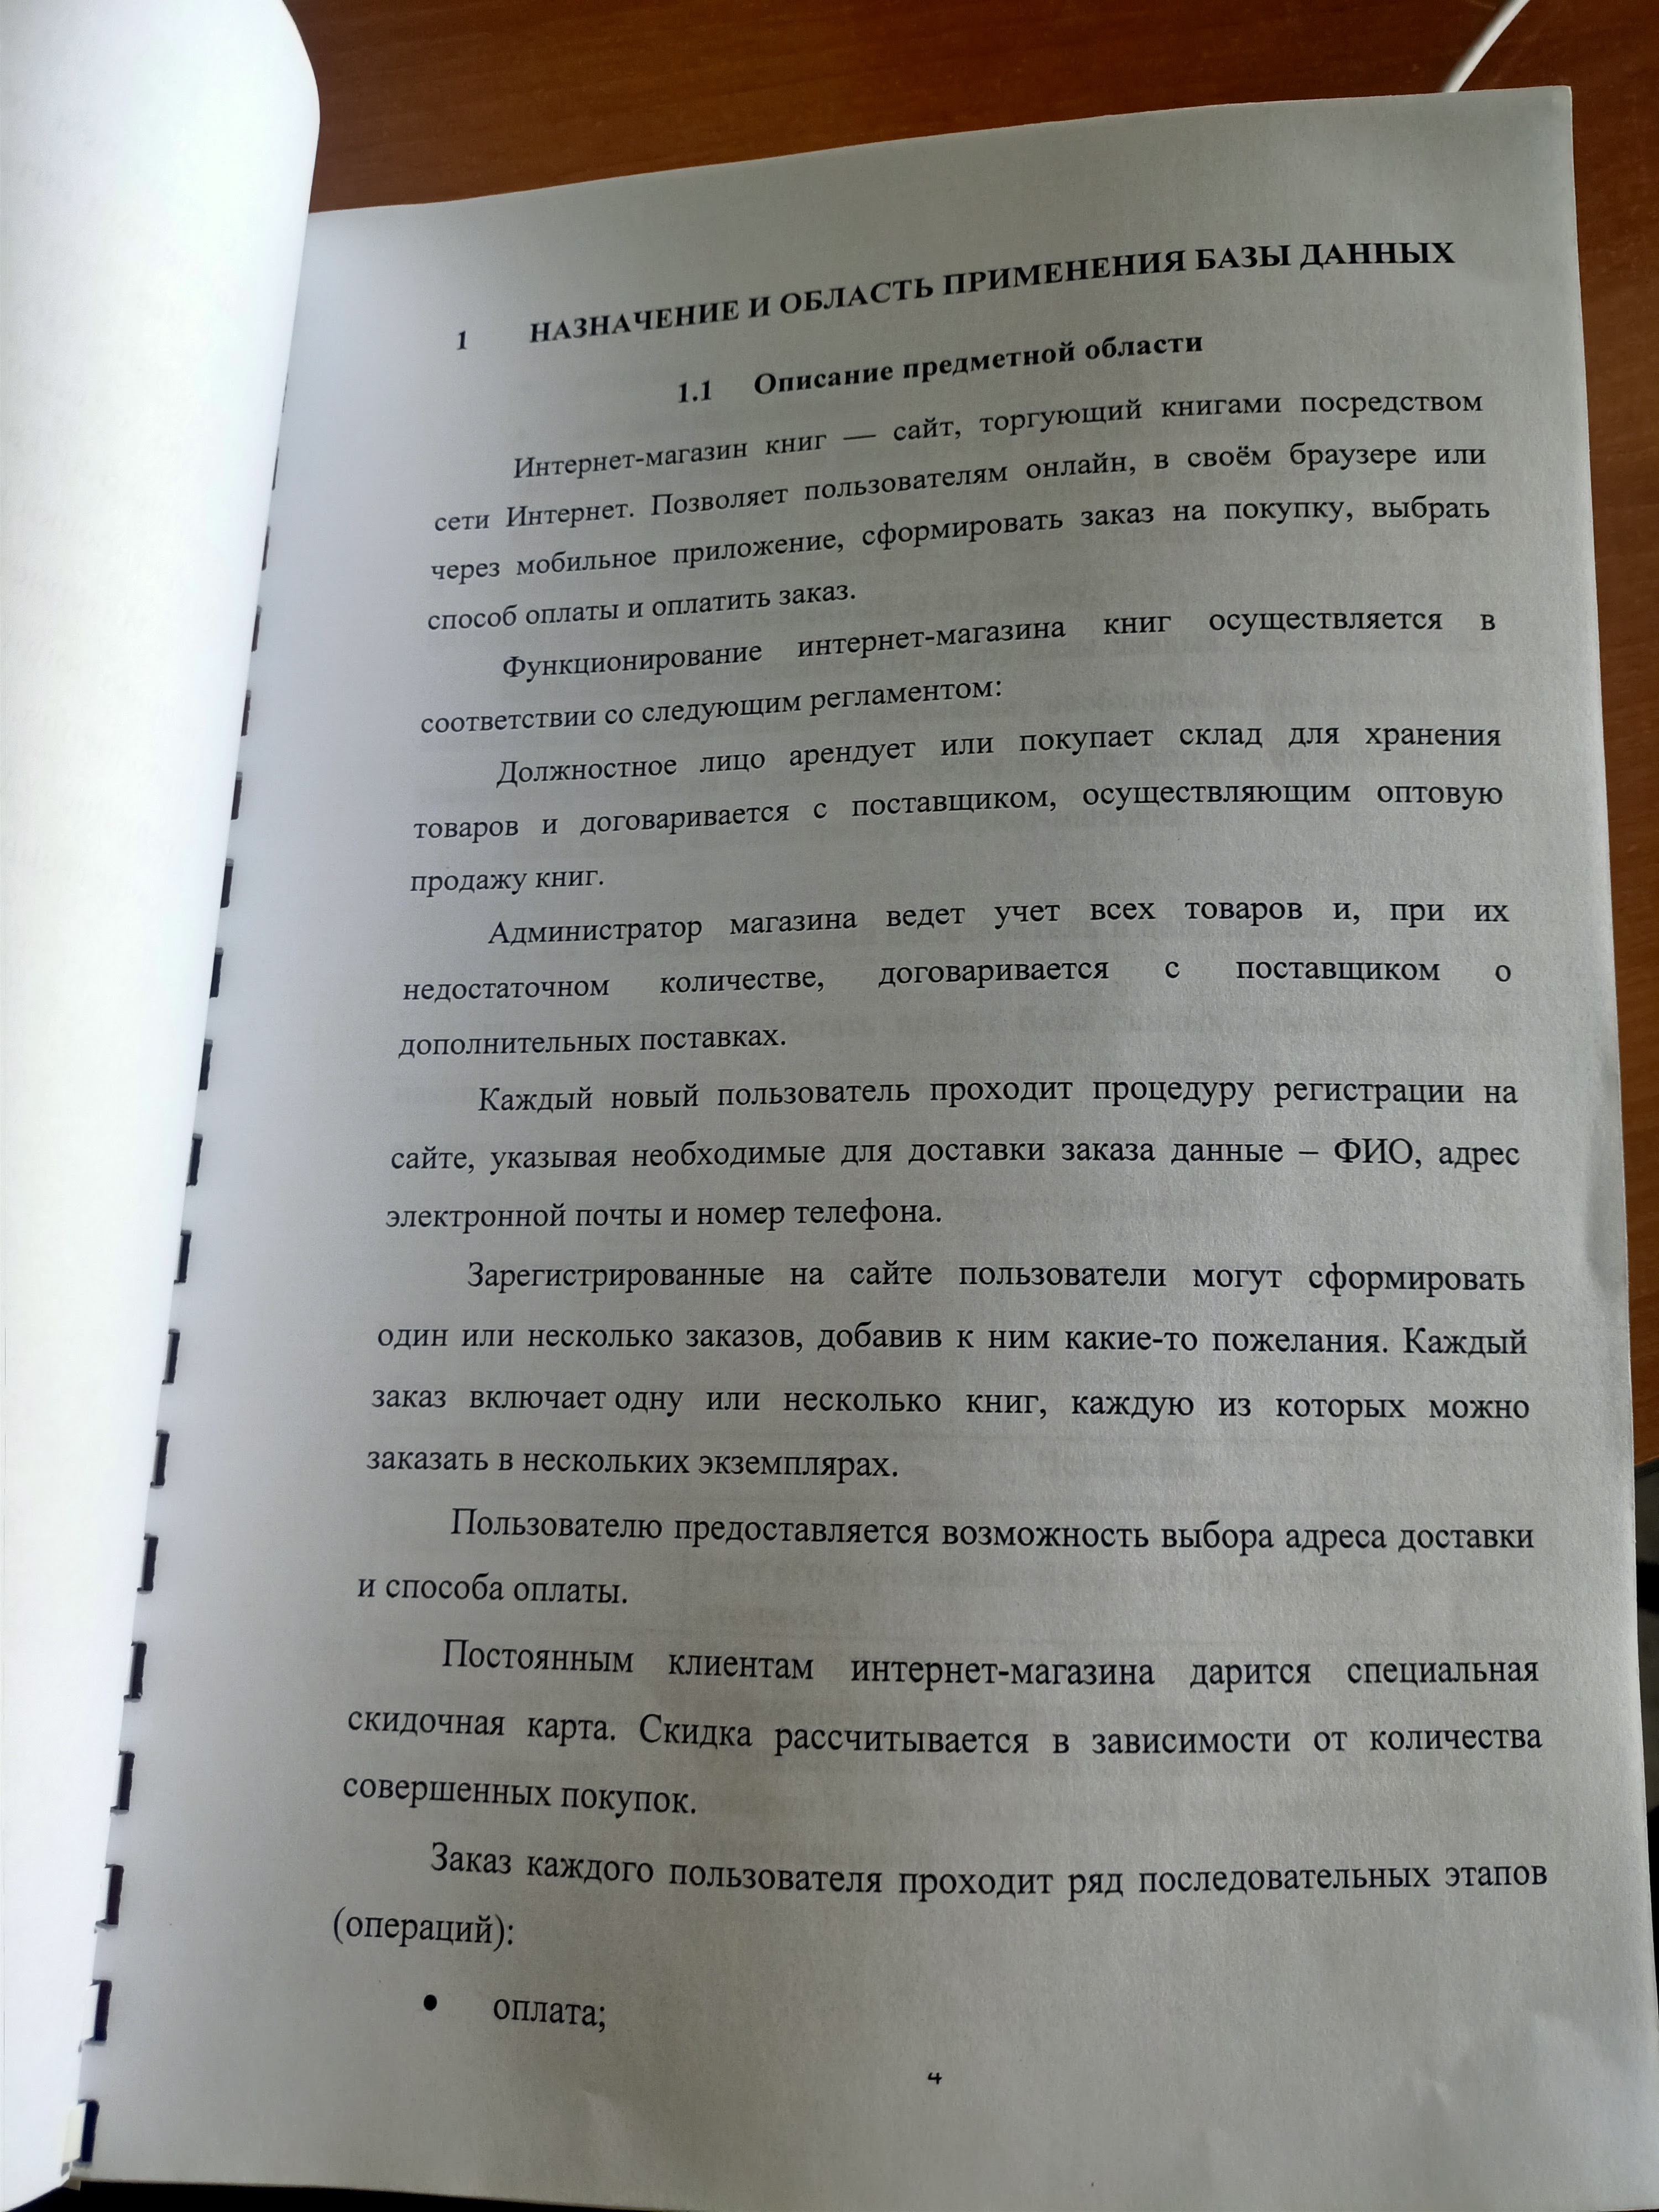 1 НАЗНАЧЕНИЕ И ОБЛАСТЬ ПРИМЕНЕНИЯ БАЗЫ ДАННЫХ
1.1 Описание предметной области
Интернет-магазин книг — сайт, торгующий книгами посредством
сети Интернет. Позволяет пользователям онлайн, в своём браузере или
через мобильное приложение, сформировать заказ на покупку, выбрать
способ оплаты и оплатить заказ.
Функционирование интернет-магазина книг осуществляется в
соответствии со следующим регламентом:
Должностное лицо арендует или покупает склад для хранения
товаров и договаривается с поставщиком, осуществляющим оптовую
продажу книг.
Администратор магазина ведет учет всех товаров и, при их
недостаточном количестве, договаривается с поставщиком о
дополнительных поставках.
Каждый новый пользователь проходит процедуру регистрации на
сайте, указывая необходимые для доставки заказа данные – ФИО, адрес
электронной почты и номер телефона.
Зарегистрированные на сайте пользователи могут сформировать
один или несколько заказов, добавив к ним какие-то пожелания. Каждый
заказ включает одну или несколько книг, каждую из которых можно
заказать в нескольких экземплярах.
Пользователю предоставляется возможность выбора адреса доставки
и способа оплаты.
Постоянным клиентам интернет-магазина дарится специальная
скидочная карта. Скидка рассчитывается в зависимости от количества
совершенных покупок.
Заказ каждого пользователя проходит ряд последовательных этапов
(операций):
• оплата;
4